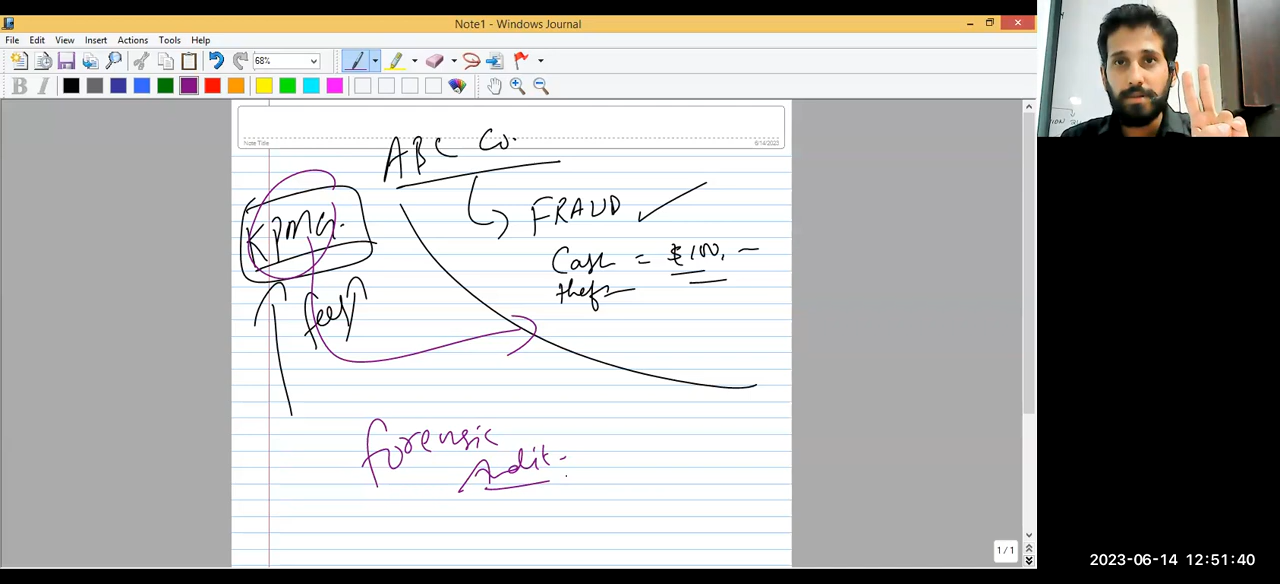 Note1 - Windows Journal
File Edit View Insert Actions Tools Help
68%
B I
Note Title
6/14/2023
ABC Co.
KPMG.
FRAUD
Cash = $100,
theft
fees
forensic
Audit:
1/1
2023-06-14 12:51:40